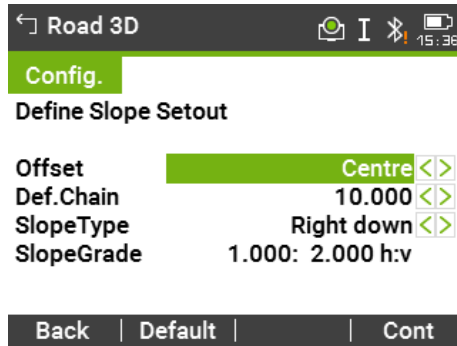 Road 3D I 15:36
Config.
Define Slope Setout
Offset Centre
Def.Chain 10.000
SlopeType Right down
SlopeGrade 1.000: 2.000 h:v
Back | Default | | Cont